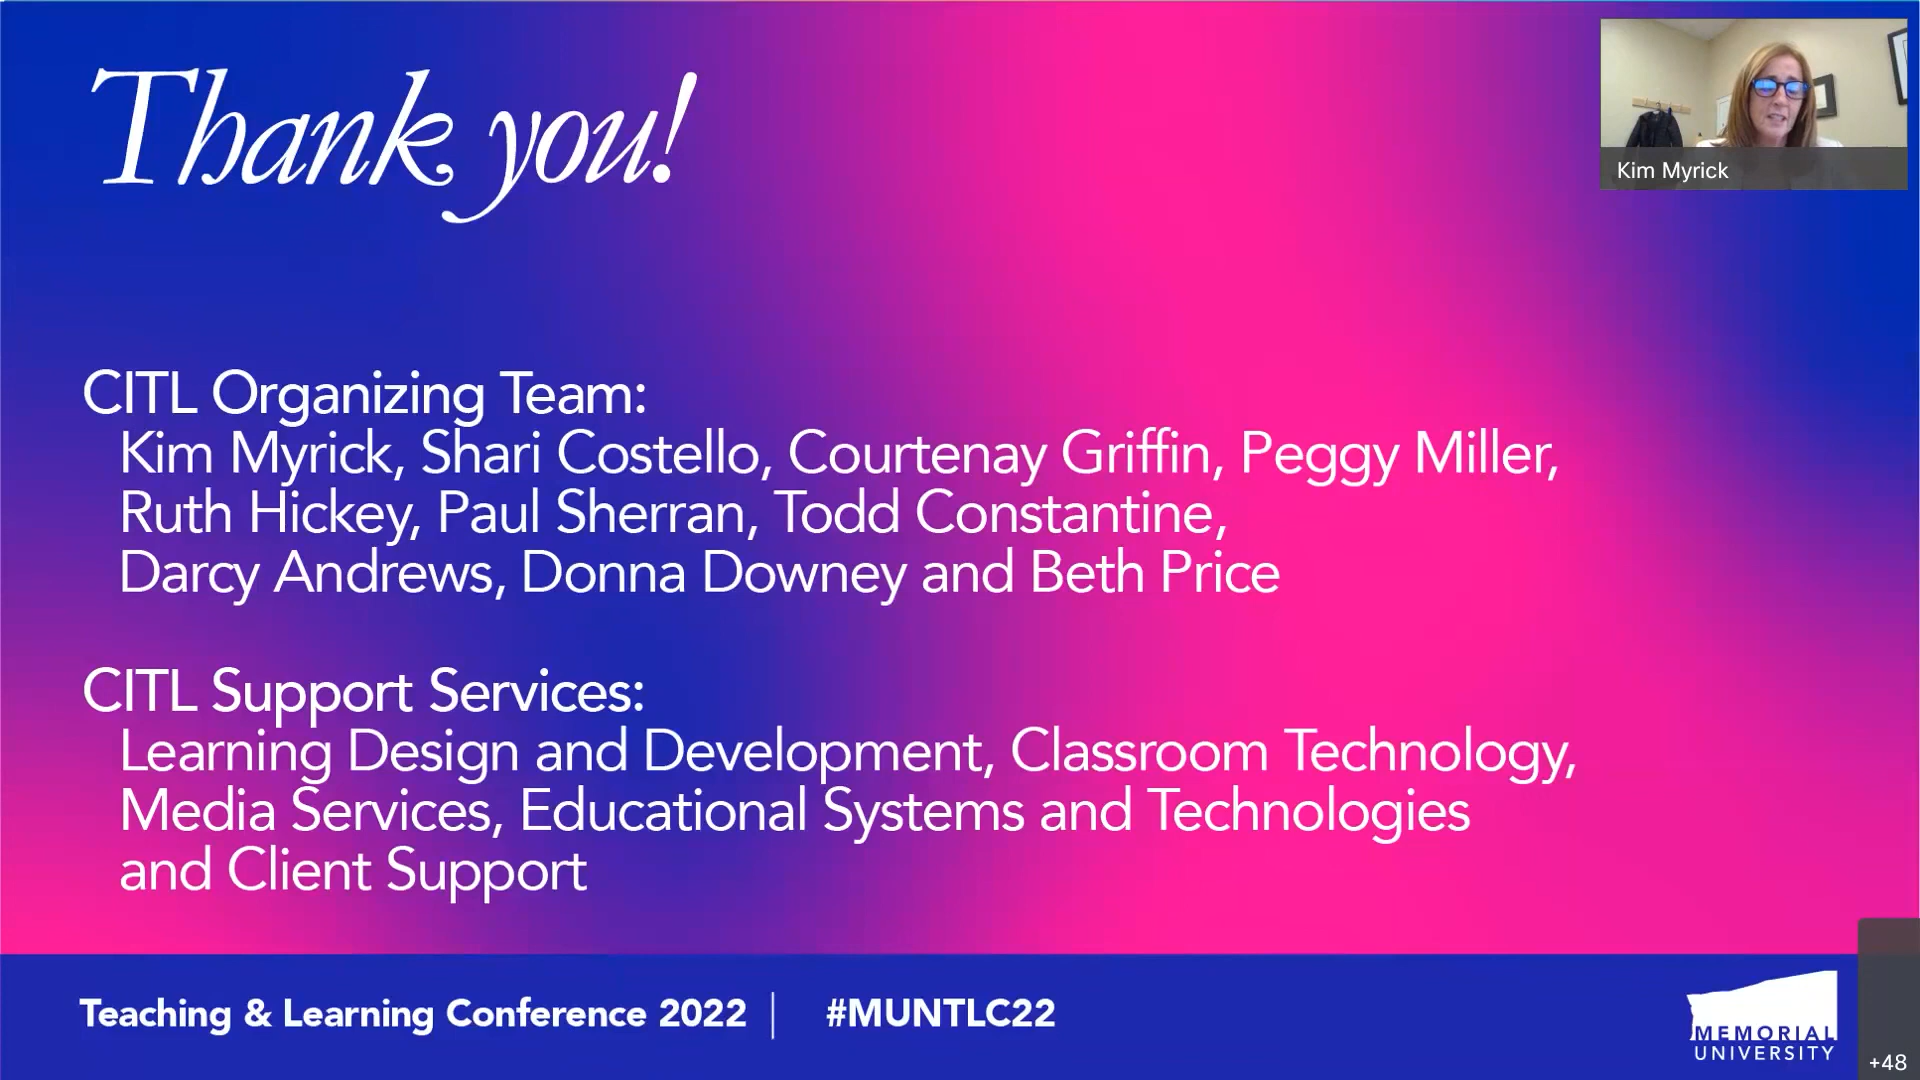 Thank you!
Kim Myrick
CITL Organizing Team:
Kim Myrick, Shari Costello, Courtenay Griffin, Peggy Miller,
Ruth Hickey, Paul Sherran, Todd Constantine,
Darcy Andrews, Donna Downey and Beth Price
CITL Support Services:
Learning Design and Development, Classroom Technology,
Media Services, Educational Systems and Technologies
and Client Support
Teaching & Learning Conference 2022 | #MUNTLC22
MEMORIAL
UNIVERSITY
+48